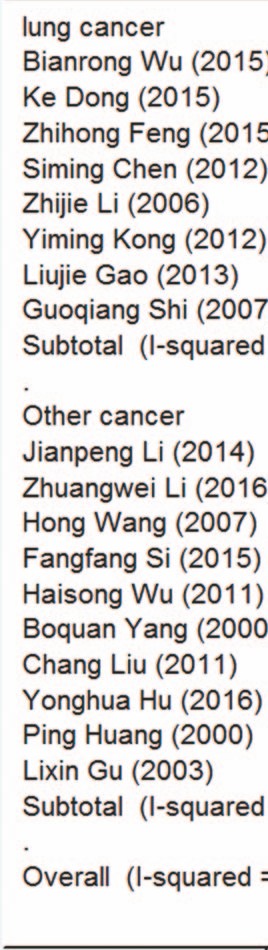 lung cancer
Bianrong Wu (2015)
Ke Dong (2015)
Zhihong Feng (2015
Siming Chen (2012)
Zhijie Li (2006)
Yiming Kong (2012)
Liujie Gao (2013)
Guoqiang Shi (2007
Subtotal (I-squared
.
Other cancer
Jianpeng Li (2014)
Zhuangwei Li (2016
Hong Wang (2007)
Fangfang Si (2015)
Haisong Wu (2011)
Boquan Yang (2000
Chang Liu (2011)
Yonghua Hu (2016)
Ping Huang (2000)
Lixin Gu (2003)
Subtotal (I-squared
.
Overall (I-squared =